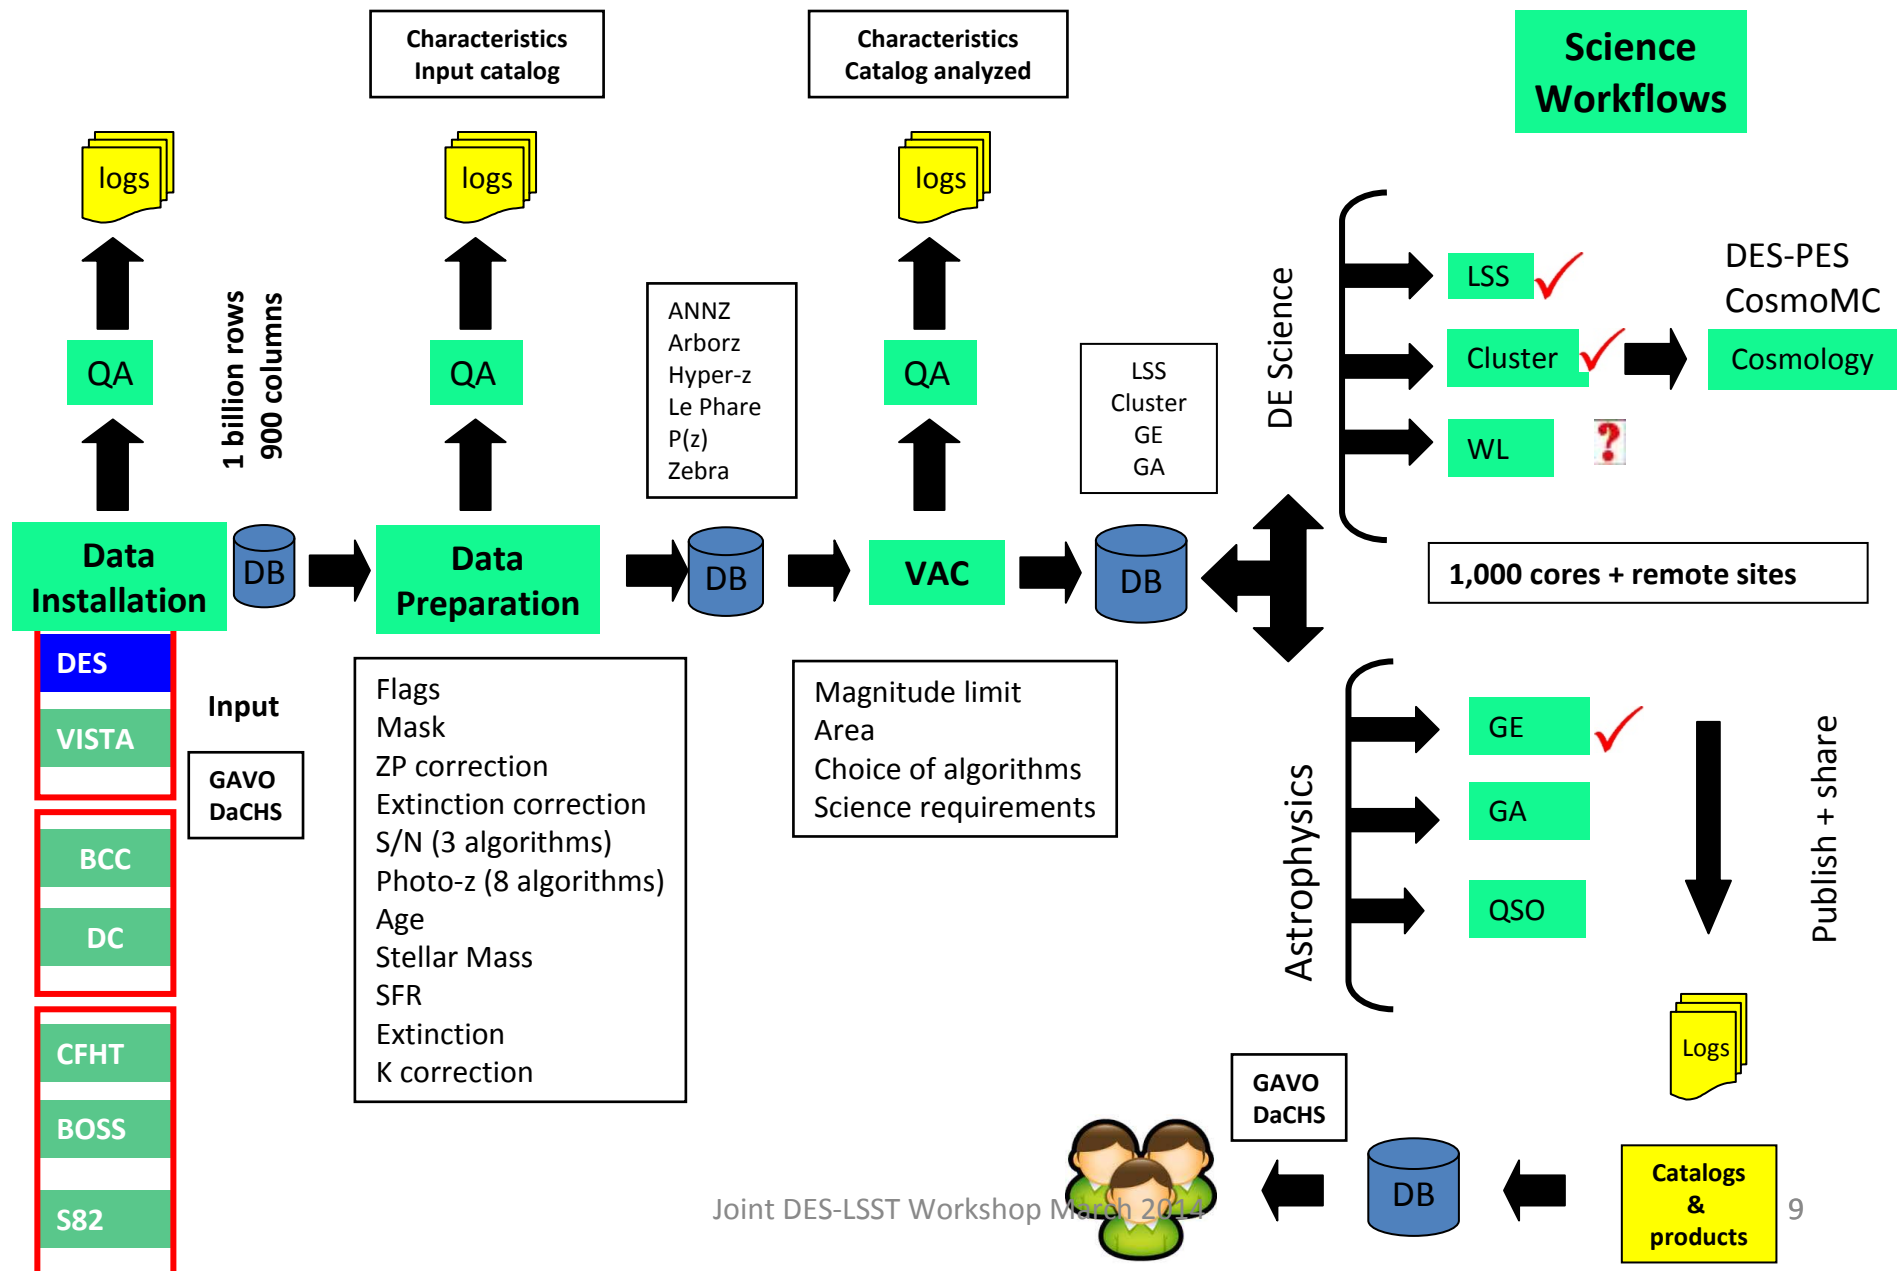 Characteristics
Input catalog
Characteristics
Catalog analyzed
Science
Workflows
logs
logs
logs
QA
QA
QA
1 billion rows
900 columns
ANNZ
Arborz
Hyper-z
Le Phare
P(z)
Zebra
LSS
Cluster
GE
GA
DE Science
LSS
Cluster
WL
?
DES-PES
CosmoMC
Cosmology
Data
Installation
DB
Data
Preparation
DB
VAC
DB
1,000 cores + remote sites
DES
VISTA
Input
GAVO
DaCHS
BCC
DC
CFHT
BOSS
S82
Flags
Mask
ZP correction
Extinction correction
S/N (3 algorithms)
Photo-z (8 algorithms)
Age
Stellar Mass
SFR
Extinction
K correction
Magnitude limit
Area
Choice of algorithms
Science requirements
Astrophysics
GE
GA
QSO
Publish + share
Logs
GAVO
DaCHS
DB
Catalogs
&
products
Joint DES-LSST Workshop March 2014
9